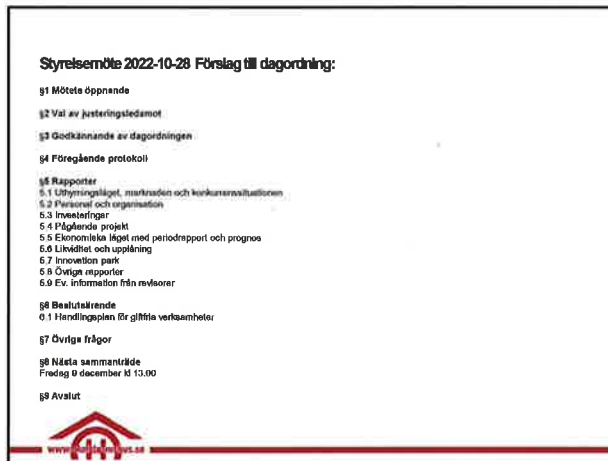 Styrelsemöte 2022-10-28 Förslag till dagordning:
§1 Mötets öppnande
§2 Val av justeringsledamot
§3 Godkännande av dagordningen
§4 Föregående protokoll
§5 Rapporter
5.1 Uthyrningsläget, marknaden och konkurrenssituationen
5.2 Personal och organisation
5.3 Investeringar
5.4 Pågående projekt
5.5 Ekonomiska läget med periodrapport och prognos
5.6 Likviditet och upplåning
5.7 Innovation park
5.8 Övriga rapporter
5.9 Ev. information från revisorer
§6 Beslutsärende
6.1 Handlingsplan för giftfria verksamheter
§7 Övriga frågor
§8 Nästa sammanträde
Fredag 9 december kl 13.00
§9 Avslut